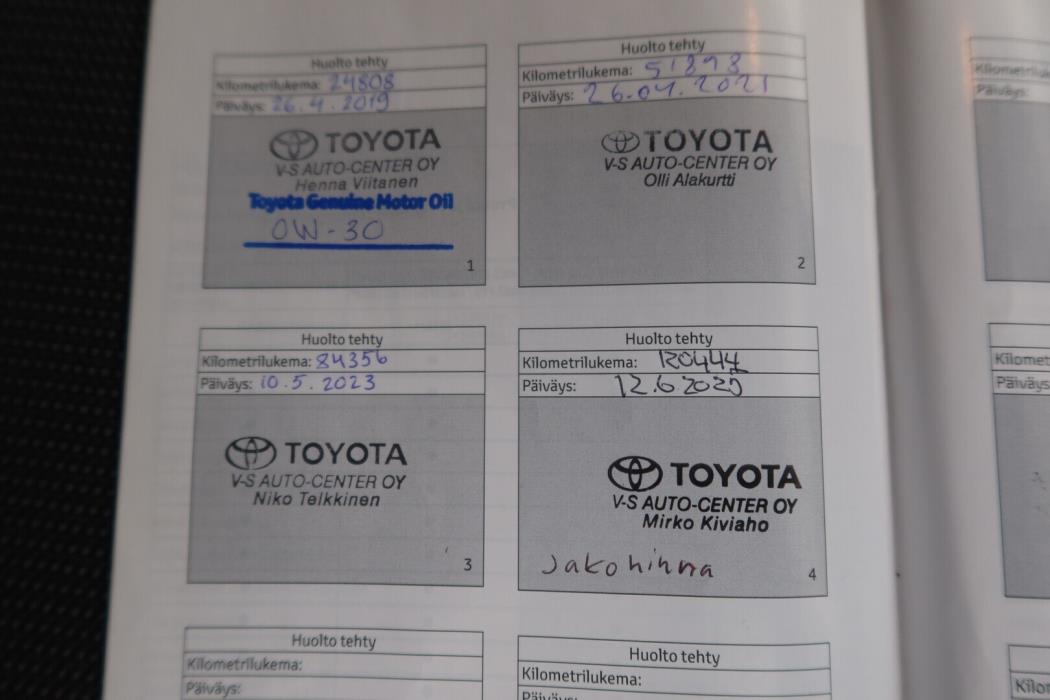 Huolto tehty
Kilometrilukema: 24808
Päiväys: 26.4.2019
TOYOTA
V-S AUTO-CENTER OY
Henna Viitanen
Toyota Genuine Motor Oil
0W-30
1
Huolto tehty
Kilometrilukema: 51898
Päiväys: 26.04.2021
TOYOTA
V-S AUTO-CENTER OY
Olli Alakurtti
2
Huolto tehty
Kilometrilukema: 84356
Päiväys: 10.5.2023
TOYOTA
V-S AUTO-CENTER OY
Niko Telkkinen
3
Huolto tehty
Kilometrilukema: 120444
Päiväys: 12.6.2025
TOYOTA
V-S AUTO-CENTER OY
Mirko Kiviaho
Jakohihna
4
Huolto tehty
Kilometrilukema:
Päiväys:
Huolto tehty
Kilometrilukema:
Päiväys: